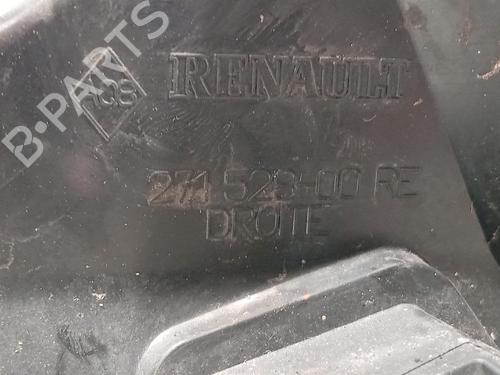 RENAULT
271 528-00 RE
DROITE
B-PARTS